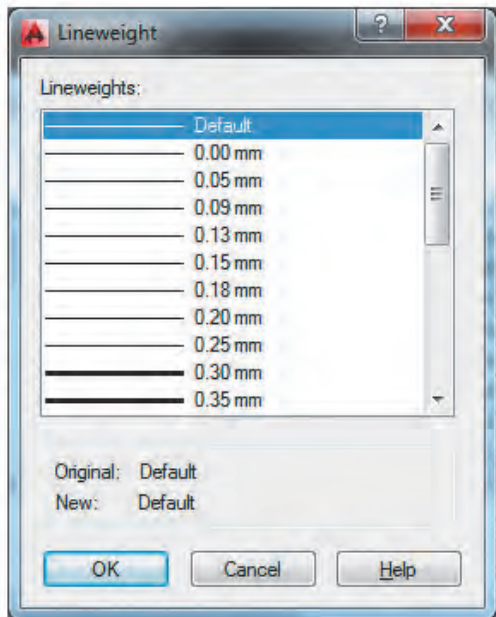 Lineweight
Lineweights:
Default
0.00 mm
0.05 mm
0.09 mm
0.13 mm
0.15 mm
0.18 mm
0.20 mm
0.25 mm
0.30 mm
0.35 mm
Original: Default
New: Default
OK Cancel Help